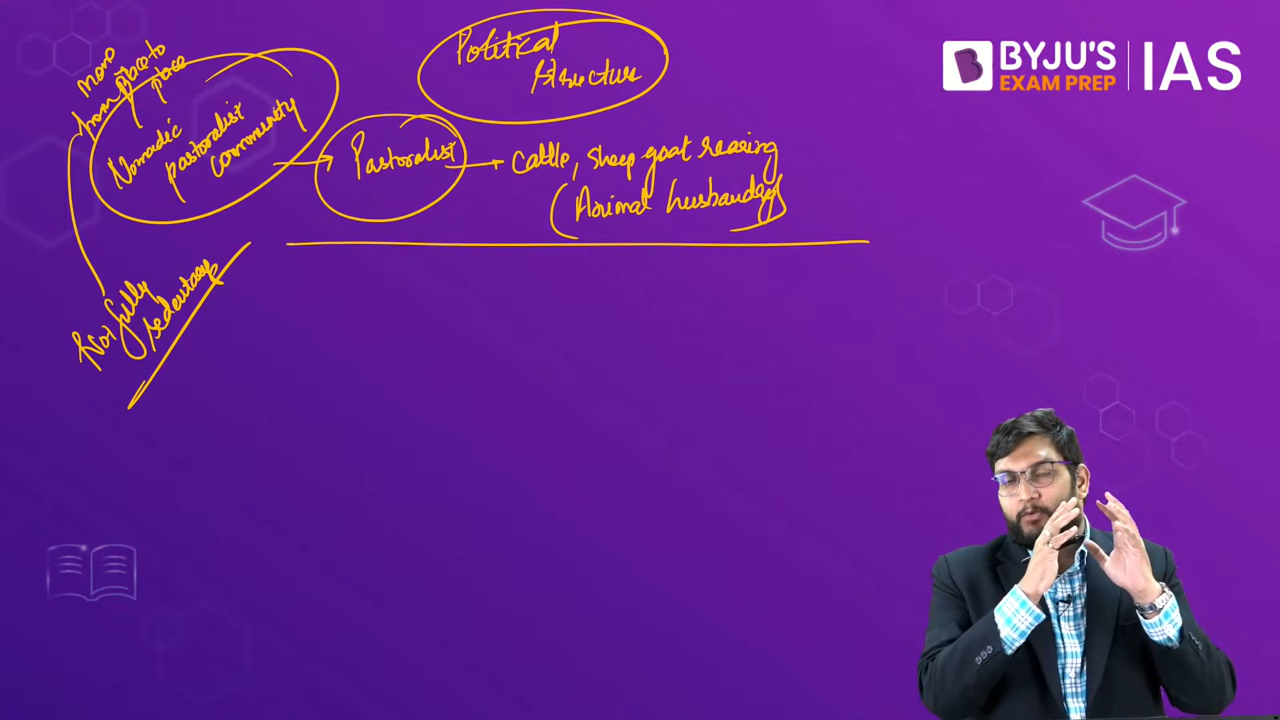 Political
Structure
move
from place to
place
Nomadic
pastoralist
community
Pastoralist
Cattle, sheep goat rearing
(Animal husbandry)
Not fully
sedentary
BYJU'S
EXAM PREP
IAS